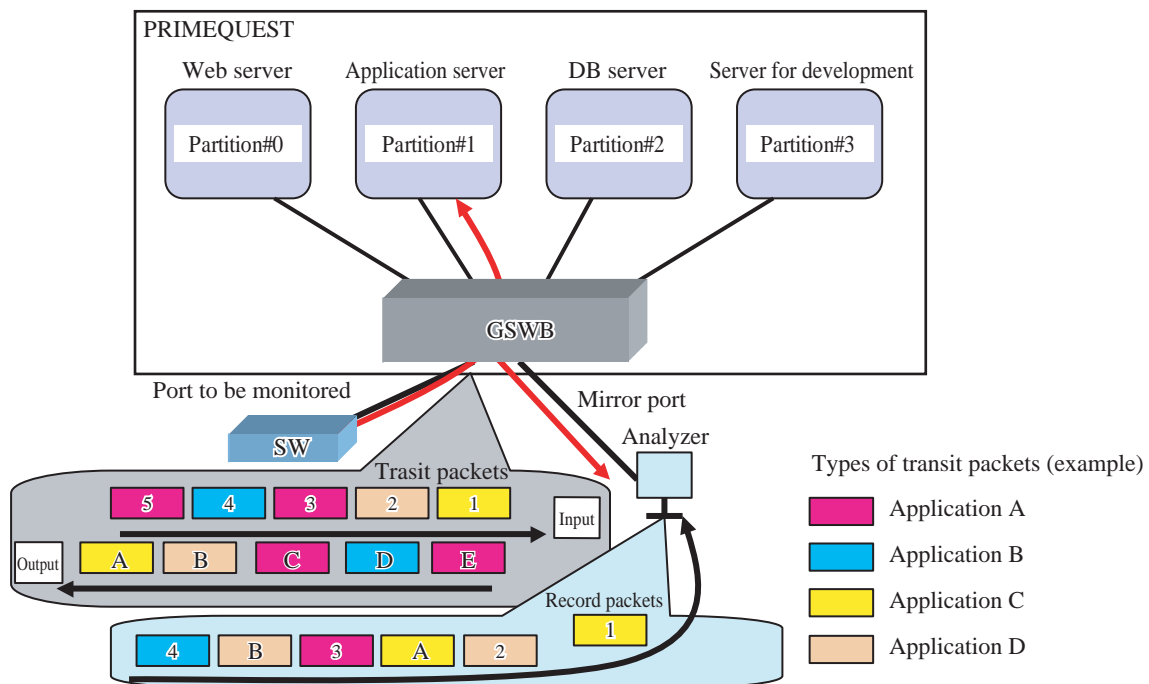 PRIMEQUEST
Web server
Application server
DB server
Server for development
Partition#0
Partition#1
Partition#2
Partition#3
GSWB
Port to be monitored
Mirror port
SW
Analyzer
Trasit packets
5 4 3 2 1
Input
Output
A B C D E
Record packets
1
4 B 3 A 2
Types of transit packets (example)
Application A
Application B
Application C
Application D